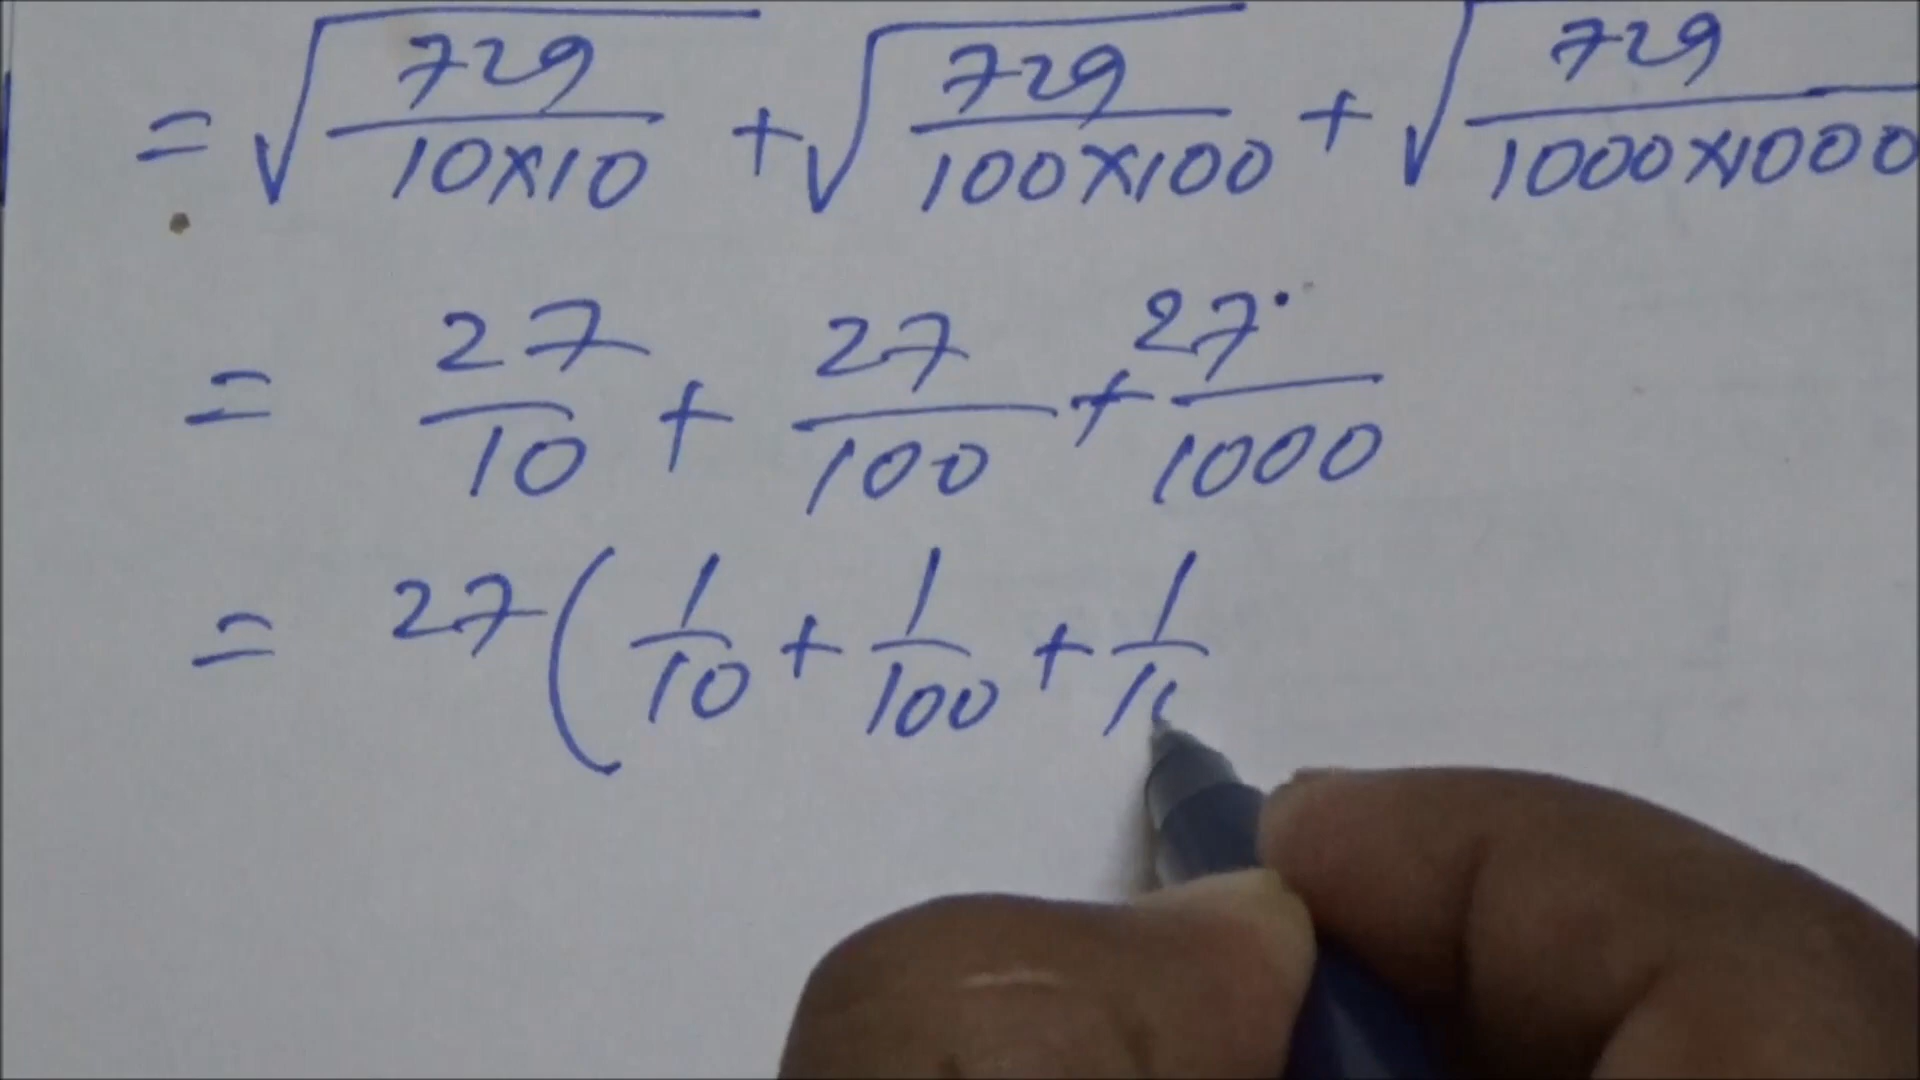 = √729/10×10 + √729/100×100 + √729/1000×1000
= 27/10 + 27/100 + 27/1000
= 27(1/10 + 1/100 + 1/10